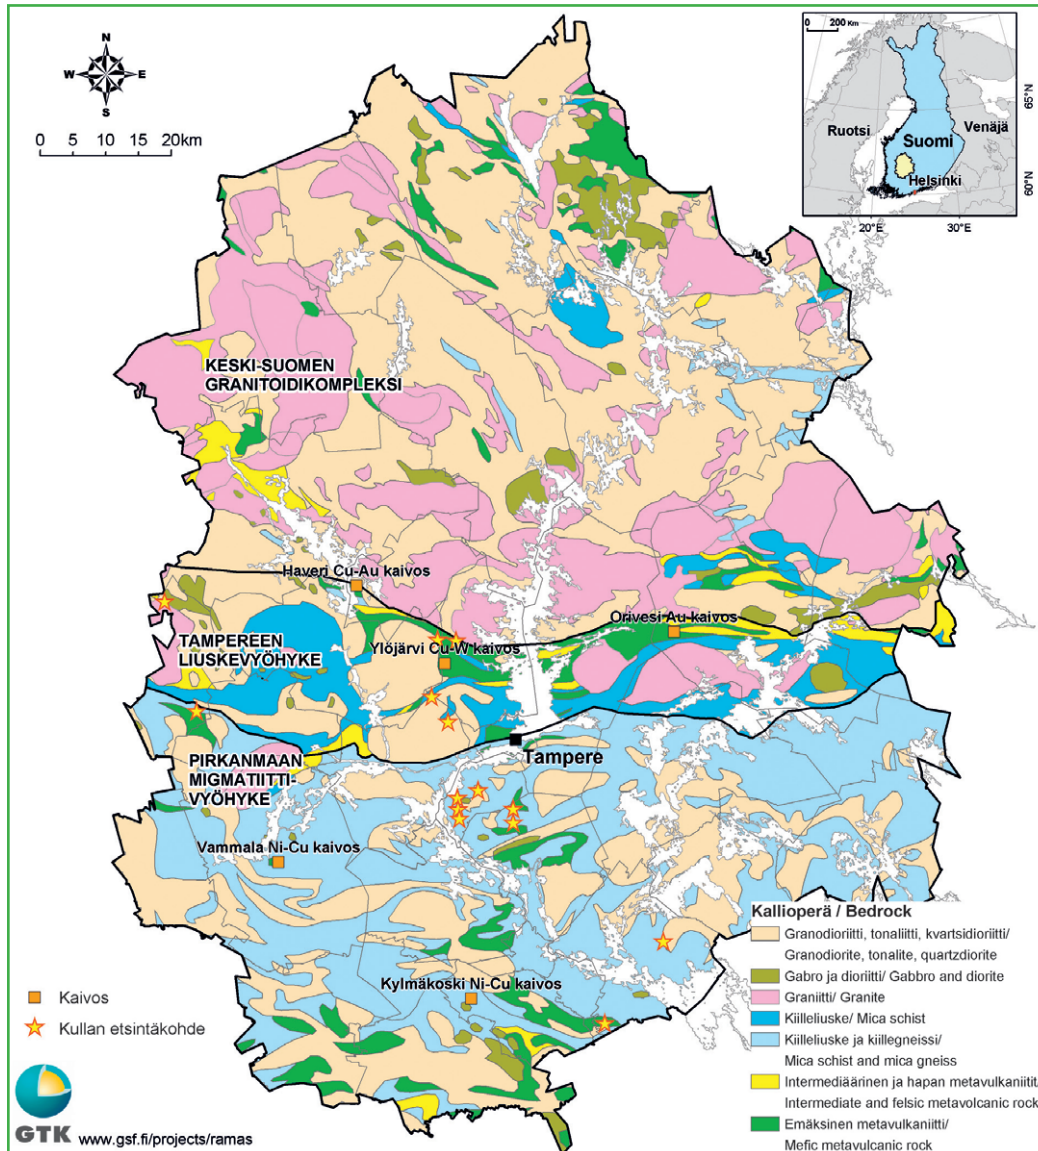 N
W
E
S
0
10
20km
0
200 Km
65°N
60°N
20°E
30°E
Ruotsi
Suomi
Venäjä
Helsinki
KESKI-SUOMEN
GRANITOIDIKOMPLEKSI
Haveri Cu-Au kaivos
Orivesi Au kaivos
TAMPEREEN
LIUSKEVYÖHYKE
Ylöjärvi Cu-W kaivos
PIRKANMAAN
MIGMATIITTI-
VYÖHYKE
Tampere
Vammala Ni-Cu kaivos
Kylmäkoski Ni-Cu kaivos
Kaivos
Kullan etsintäkohde
GTK
www.gsf.fi/projects/ramas
Kallioperä / Bedrock
Granodioriitti, tonaliitti, kvartsidioriitti/
Granodiorite, tonalite, quartzdiorite
Gabro ja dioriitti/ Gabbro and diorite
Graniitti/ Granite
Kiilleliuske/ Mica schist
Kiilleliuske ja kiillegneissi/
Mica schist and mica gneiss
Intermediäärinen ja hapan metavulkaniitit/
Intermediate and felsic metavolcanic rock
Emäksinen metavulkaniitti/
Mefic metavulcanic rock